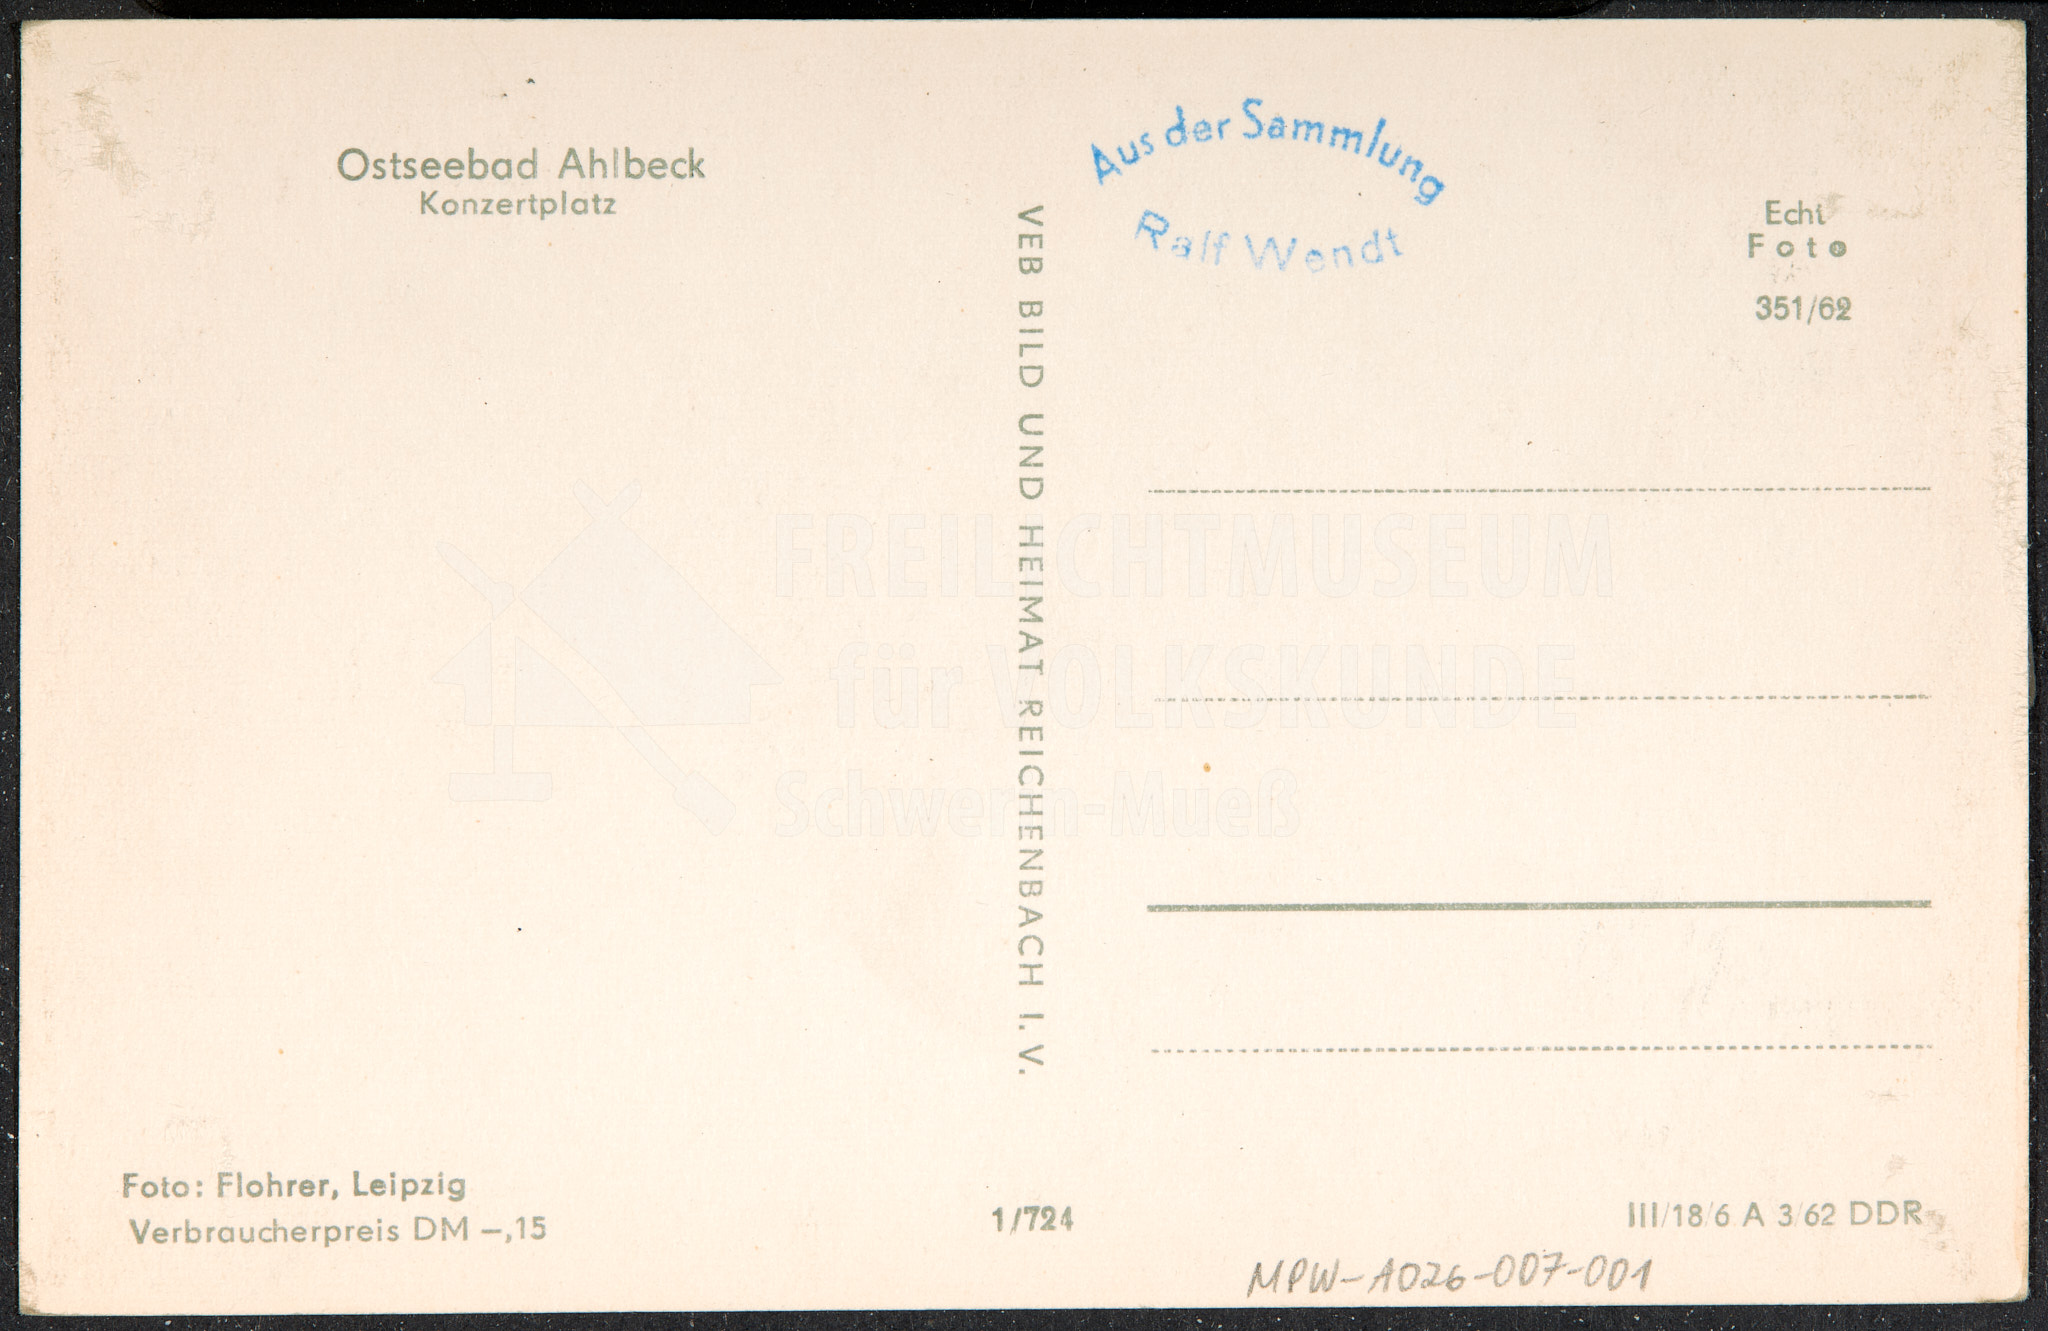 Ostseebad Ahlbeck
Konzertplatz
Aus der Sammlung
Ralf Wendt
Echt
Foto
351/62
VEB BILD UND HEIMAT REICHENBACH I. V.
FREILICHTMUSEUM
für VOLKSKUNDE
Schwerin-Mueß
Foto: Flohrer, Leipzig
Verbraucherpreis DM –,15
1/724
III/18/6 A 3/62 DDR
MPW-A026-007-001